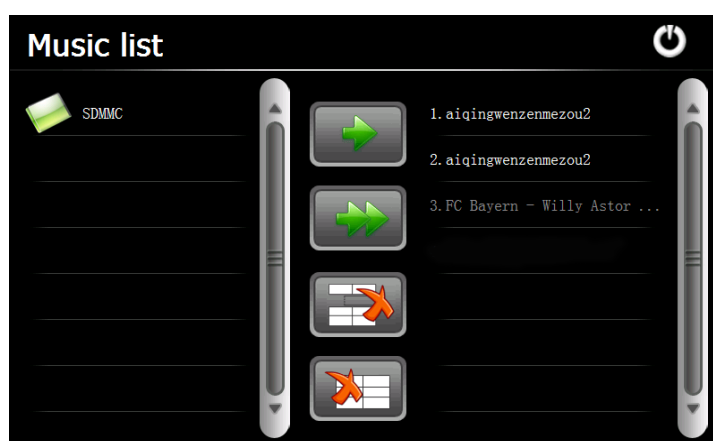 Music list
SDMMC
1.aiqingwenzenmezou2
2.aiqingwenzenmezou2
3.FC Bayern - Willy Astor ...